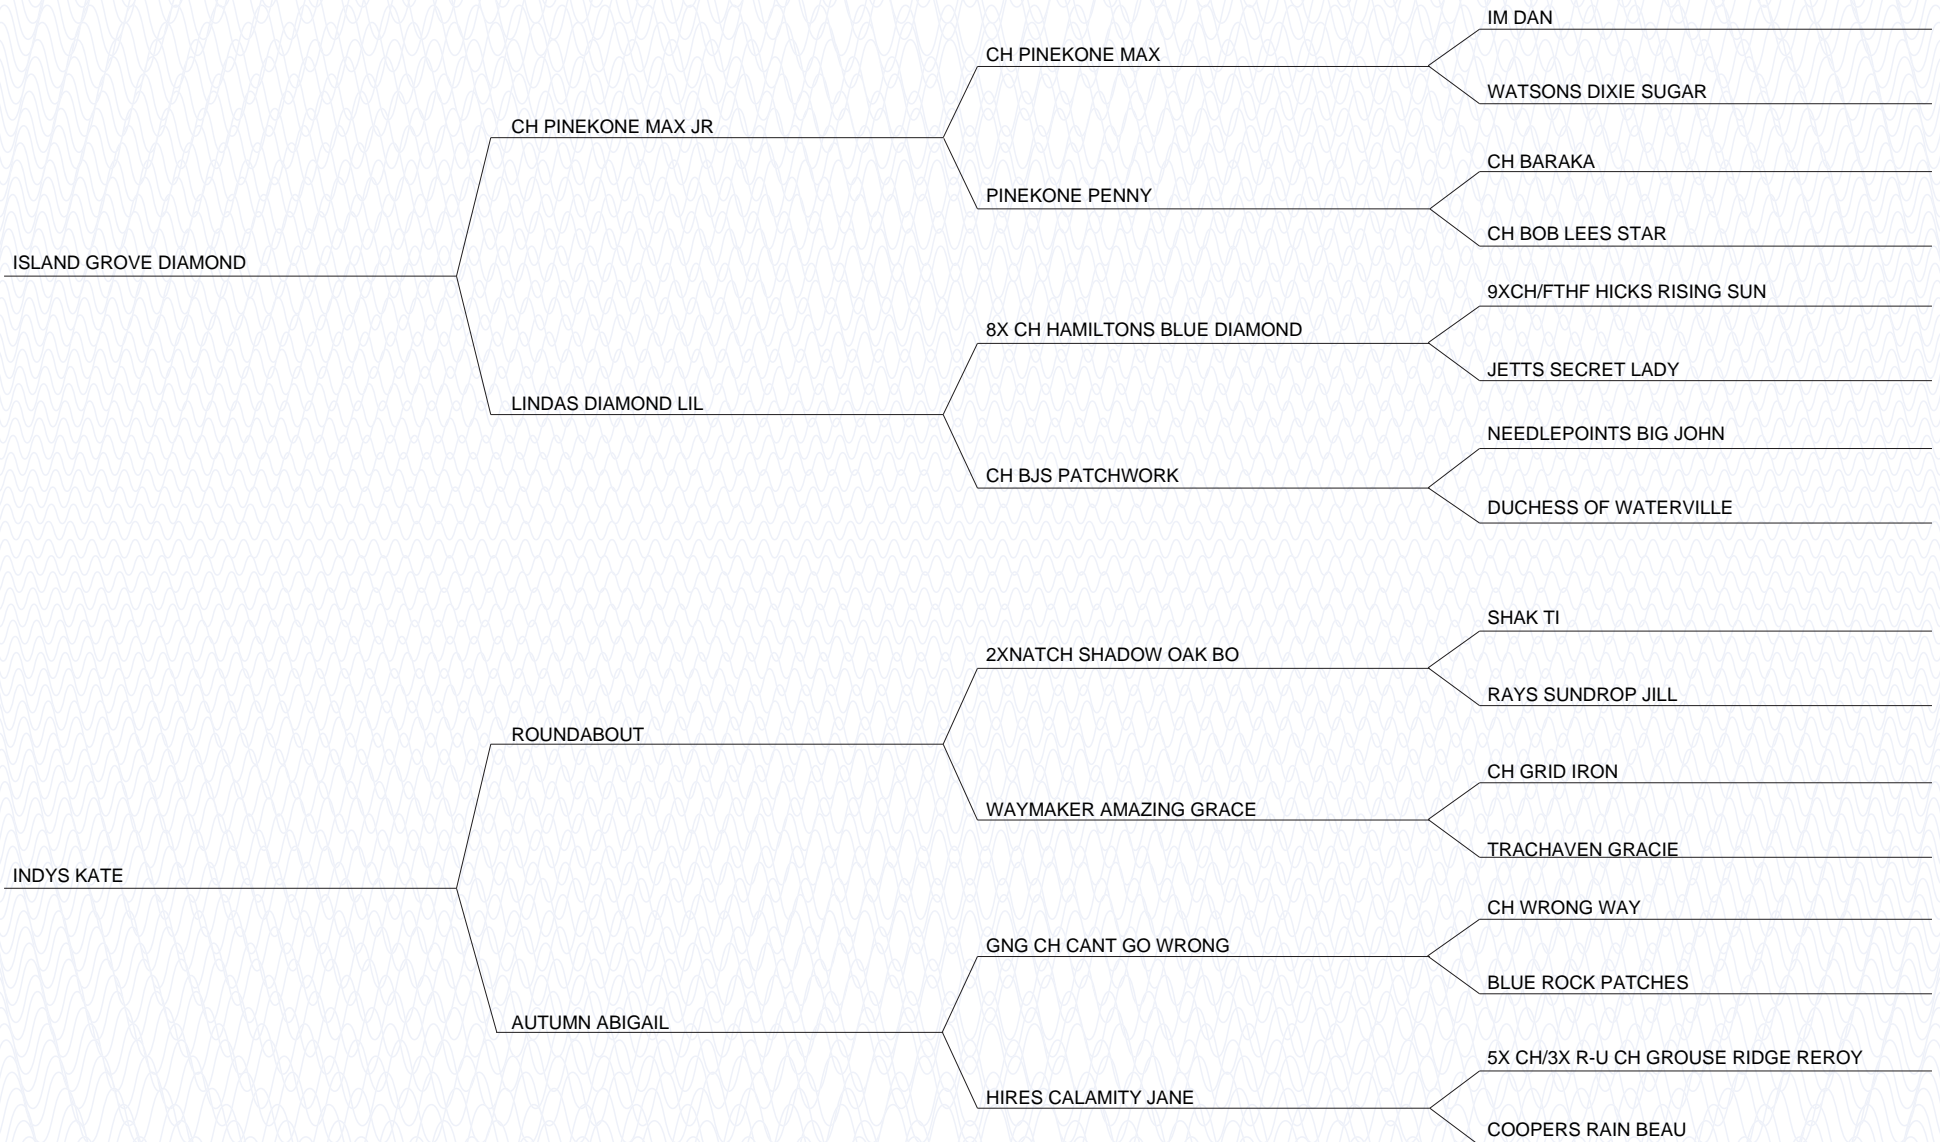 IM DAN
CH PINEKONE MAX
WATSONS DIXIE SUGAR
CH PINEKONE MAX JR
CH BARAKA
PINEKONE PENNY
CH BOB LEES STAR
ISLAND GROVE DIAMOND
9XCH/FTHF HICKS RISING SUN
8X CH HAMILTONS BLUE DIAMOND
JETTS SECRET LADY
LINDAS DIAMOND LIL
NEEDLEPOINTS BIG JOHN
CH BJS PATCHWORK
DUCHESS OF WATERVILLE
SHAK TI
2XNATCH SHADOW OAK BO
RAYS SUNDROP JILL
ROUNDABOUT
CH GRID IRON
WAYMAKER AMAZING GRACE
TRACHAVEN GRACIE
INDYS KATE
CH WRONG WAY
GNG CH CANT GO WRONG
BLUE ROCK PATCHES
AUTUMN ABIGAIL
5X CH/3X R-U CH GROUSE RIDGE REROY
HIRES CALAMITY JANE
COOPERS RAIN BEAU